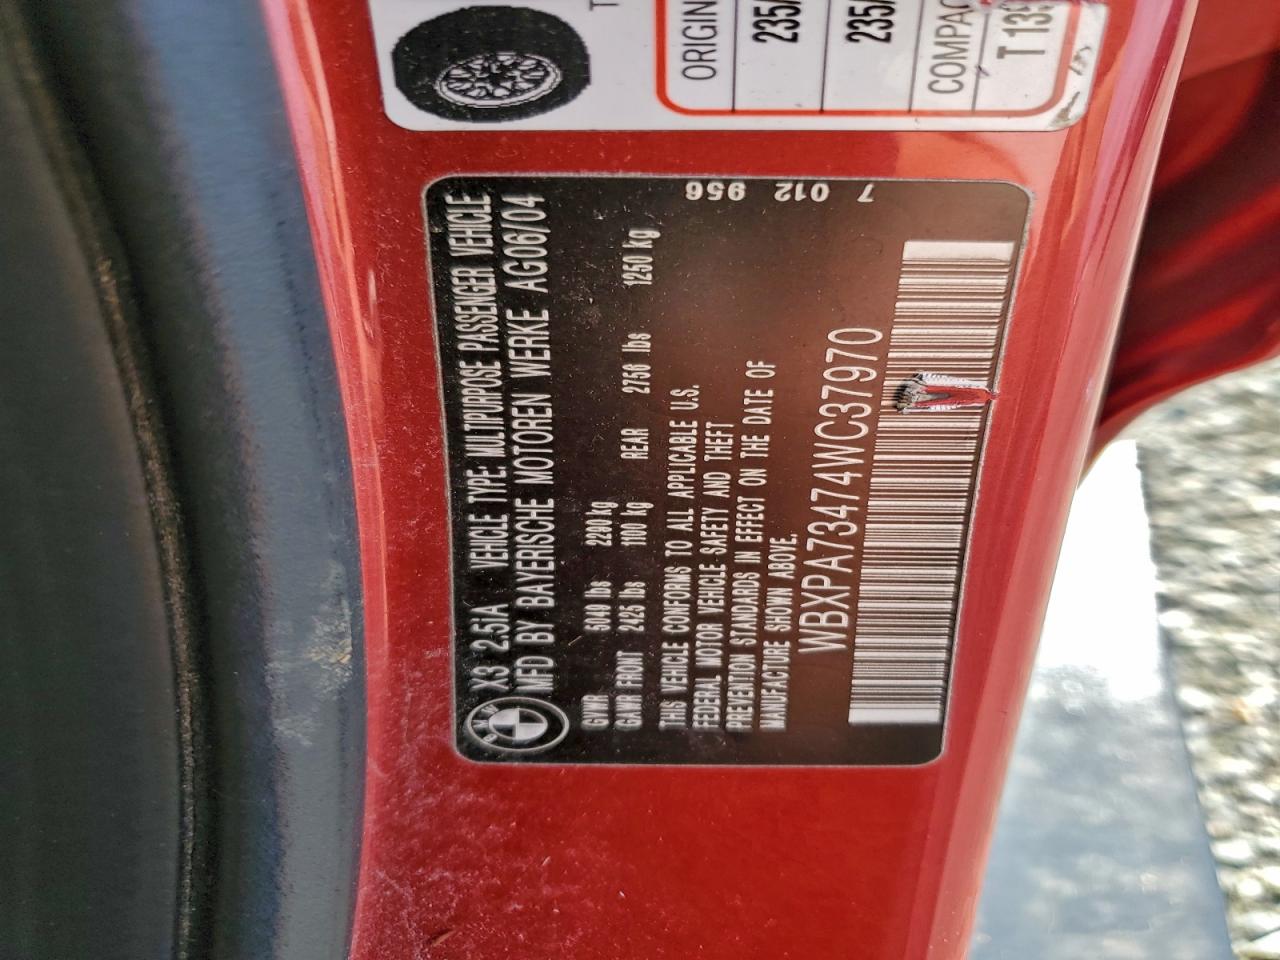 X3 2.5iA VEHICLE TYPE: MULTIPURPOSE PASSENGER VEHICLE
BMW
MFD BY BAYERISCHE MOTOREN WERKE AG06/04
GVWR 5049 lbs 2290 kg
GAWR FRONT 2425 lbs 1100 kg REAR 2756 lbs 1250 kg
THIS VEHICLE CONFORMS TO ALL APPLICABLE U.S.
FEDERAL MOTOR VEHICLE SAFETY AND THEFT
PREVENTION STANDARDS IN EFFECT ON THE DATE OF
MANUFACTURE SHOWN ABOVE.
WBXPA73474WC37970
7 012 956
ORIGIN
235/
235/
COMPAC
T 135